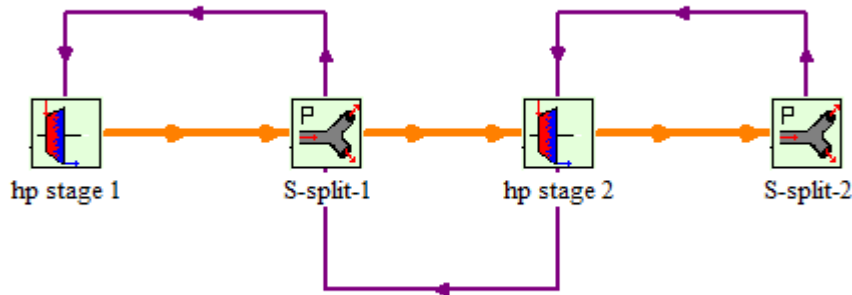 P
P
hp stage 1
S-split-1
hp stage 2
S-split-2